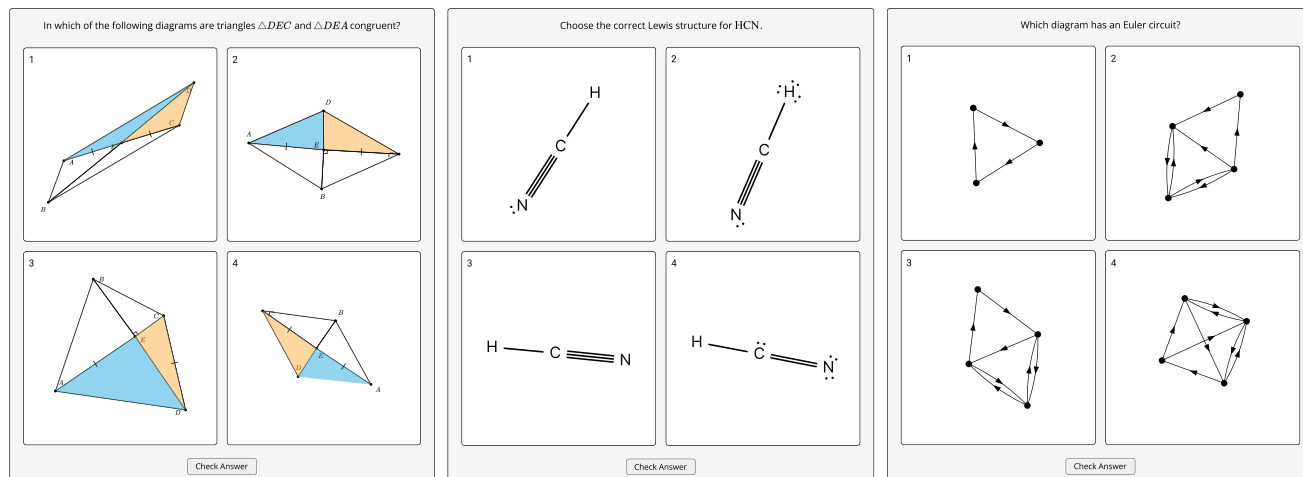 In which of the following diagrams are triangles △DEC and △DEA congruent?
1
D
C
A
B
2
D
A
E
C
B
3
B
C
E
A
D
4
C
B
E
D
A
Check Answer
Choose the correct Lewis structure for HCN.
1
H
C
N
2
H
C
N
3
H
C
N
4
H
C
N
Check Answer
Which diagram has an Euler circuit?
1
2
3
4
Check Answer